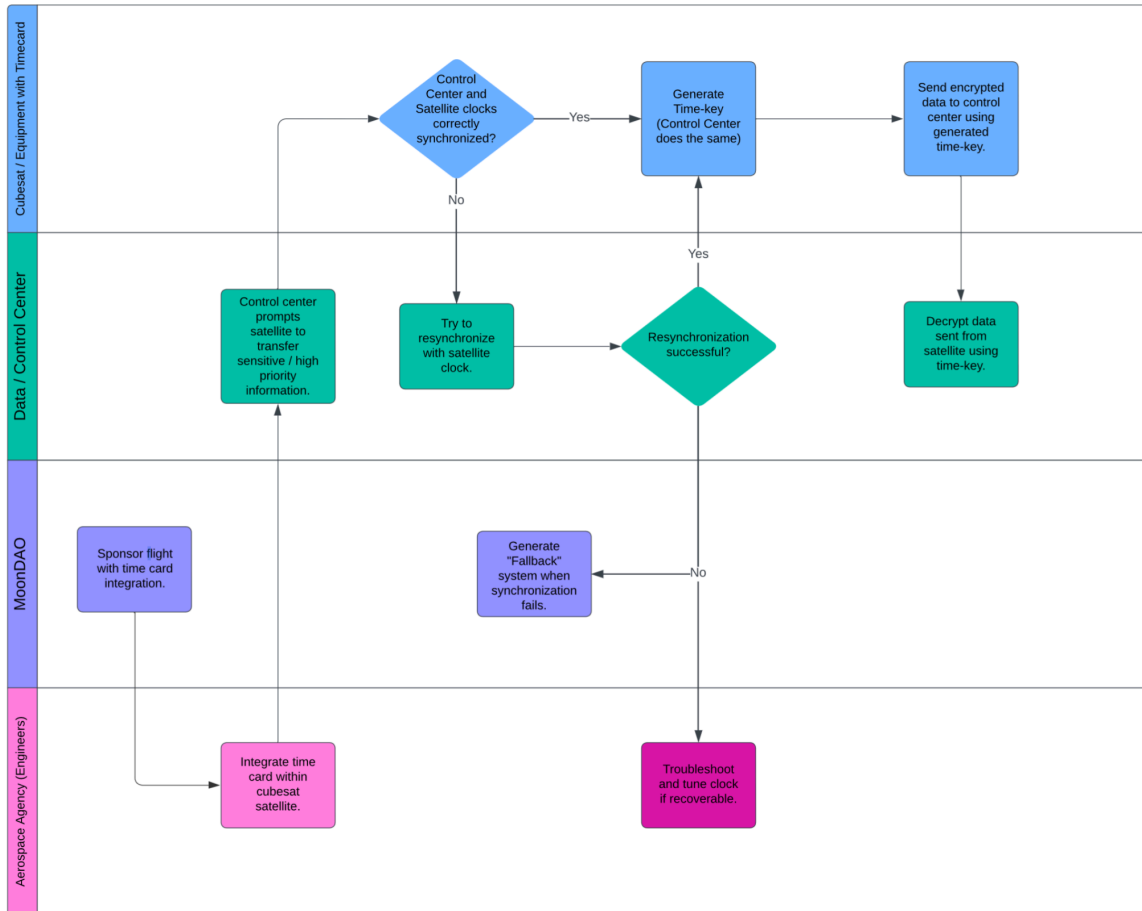 Cubesat / Equipment with Timecard
Control
Center and
Satellite clocks
correctly
synchronized?
Yes
Generate
Time-key
(Control Center
does the same)
Send encrypted
data to control
center using
generated
time-key.
No
Data / Control Center
Control center
prompts
satellite to
transfer
sensitive / high
priority
information.
Try to
resynchronize
with satellite
clock.
Yes
Resynchronization
successful?
Decrypt data
sent from
satellite using
time-key.
MoonDAO
Sponsor flight
with time card
integration.
Generate
"Fallback"
system when
synchronization
fails.
No
Aerospace Agency (Engineers)
Integrate time
card within
cubesat
satellite.
Troubleshoot
and tune clock
if recoverable.